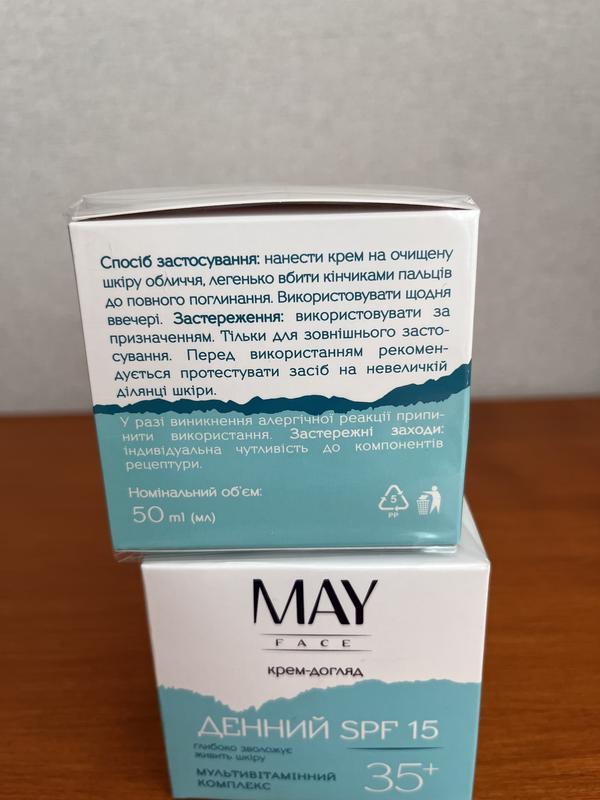 Спосіб застосування: нанести крем на очищену
шкіру обличчя, легенько вбити кінчиками пальців
до повного поглинання. Використовувати щодня
ввечері. Застереження: використовувати за
призначенням. Тільки для зовнішнього засто-
сування. Перед використанням рекомен-
дується протестувати засіб на невеличкій
ділянці шкіри.
У разі виникнення алергічної реакції припи-
нити використання. Застережні заходи:
індивідуальна чутливість до компонентів
рецептури.
Номінальний об'єм:
50 ml (мл)
5
PP
MAY
FACE
крем-догляд
ДЕННИЙ SPF 15
глибоко зволожує
живить шкіру
МУЛЬТИВІТАМІННИЙ
КОМПЛЕКС
35+